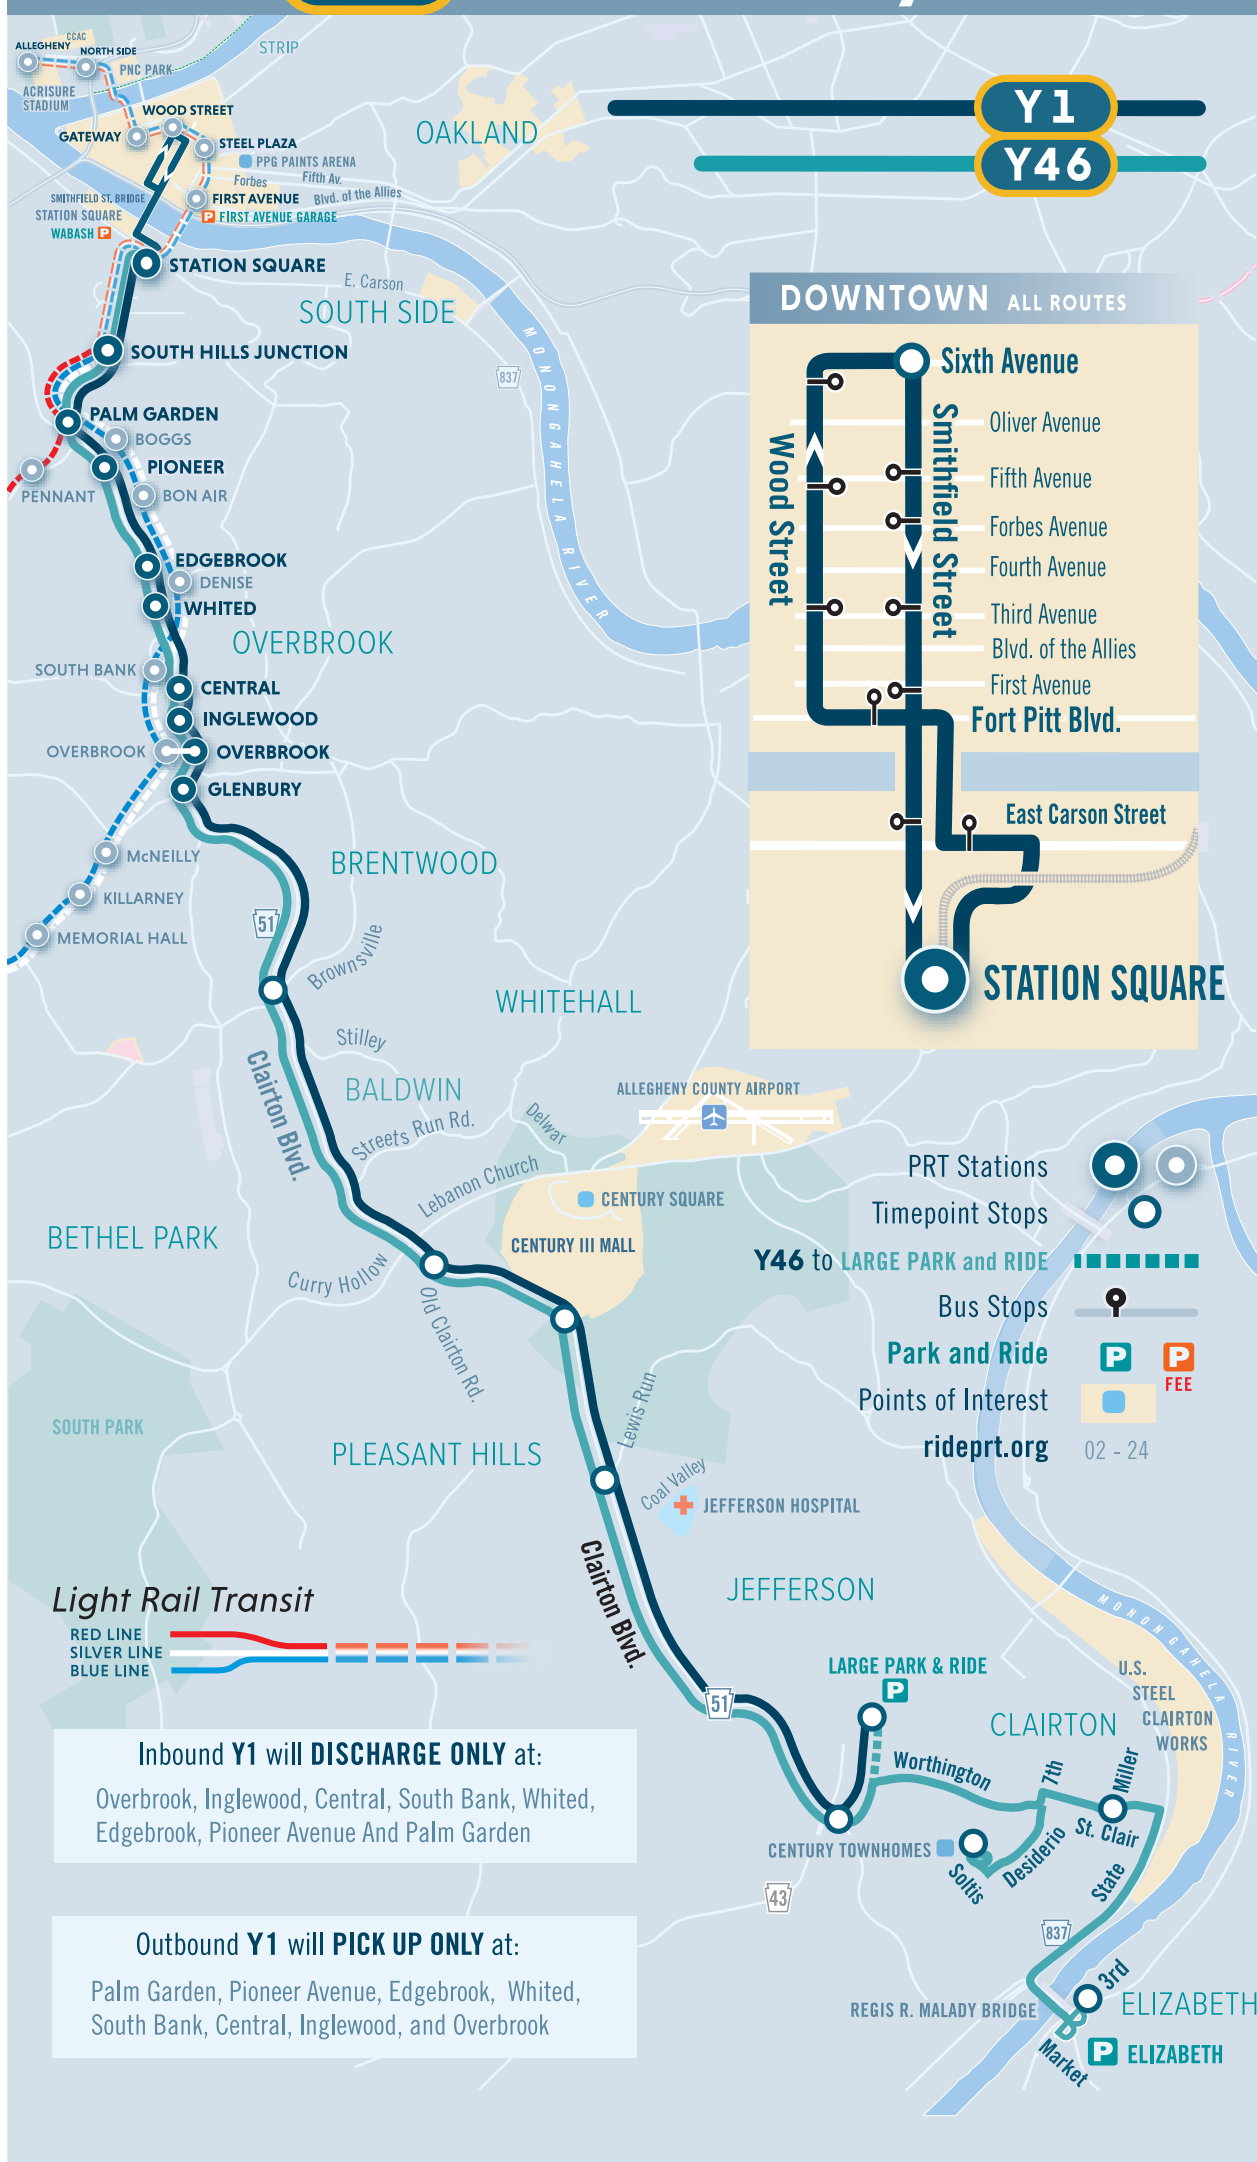 STRIP
CCAC
ALLEGHENY
NORTH SIDE
PNC PARK
ACRISURE
STADIUM
WOOD STREET
GATEWAY
STEEL PLAZA
PPG PAINTS ARENA
Forbes
Fifth Av.
Blvd. of the Allies
SMITHFIELD ST. BRIDGE
FIRST AVENUE
STATION SQUARE
P FIRST AVENUE GARAGE
WABASH P
STATION SQUARE
OAKLAND
Y1
Y46
E. Carson
SOUTH SIDE
MONONGAHELA RIVER
837
SOUTH HILLS JUNCTION
PALM GARDEN
BOGGS
PIONEER
PENNANT
BON AIR
EDGEBROOK
DENISE
WHITED
OVERBROOK
SOUTH BANK
CENTRAL
INGLEWOOD
OVERBROOK
OVERBROOK
GLENBURY
McNEILLY
KILLARNEY
MEMORIAL HALL
DOWNTOWN ALL ROUTES
Sixth Avenue
Oliver Avenue
Wood Street
Smithfield Street
Fifth Avenue
Forbes Avenue
Fourth Avenue
Third Avenue
Blvd. of the Allies
First Avenue
Fort Pitt Blvd.
East Carson Street
STATION SQUARE
BRENTWOOD
51
Brownsville
WHITEHALL
Stilley
Clairton Blvd.
BALDWIN
Streets Run Rd.
Delwar
ALLEGHENY COUNTY AIRPORT
Lebanon Church
CENTURY SQUARE
BETHEL PARK
CENTURY III MALL
Curry Hollow
Old Clairton Rd.
PRT Stations
Timepoint Stops
Y46 to LARGE PARK and RIDE
Bus Stops
Park and Ride P P
FEE
Points of Interest
rideprt.org 02 - 24
SOUTH PARK
PLEASANT HILLS
Lewis Run
Coal Valley
JEFFERSON HOSPITAL
Clairton Blvd.
JEFFERSON
Light Rail Transit
RED LINE
SILVER LINE
BLUE LINE
MONONGAHELA RIVER
U.S.
STEEL
CLAIRTON
WORKS
LARGE PARK & RIDE
P
51
CLAIRTON
Worthington
7th
Miller
St. Clair
CENTURY TOWNHOMES
Soltis
Desiderio
State
43
837
3rd
REGIS R. MALADY BRIDGE
ELIZABETH
Market
P ELIZABETH
Inbound Y1 will DISCHARGE ONLY at:
Overbrook, Inglewood, Central, South Bank, Whited,
Edgebrook, Pioneer Avenue And Palm Garden
Outbound Y1 will PICK UP ONLY at:
Palm Garden, Pioneer Avenue, Edgebrook, Whited,
South Bank, Central, Inglewood, and Overbrook